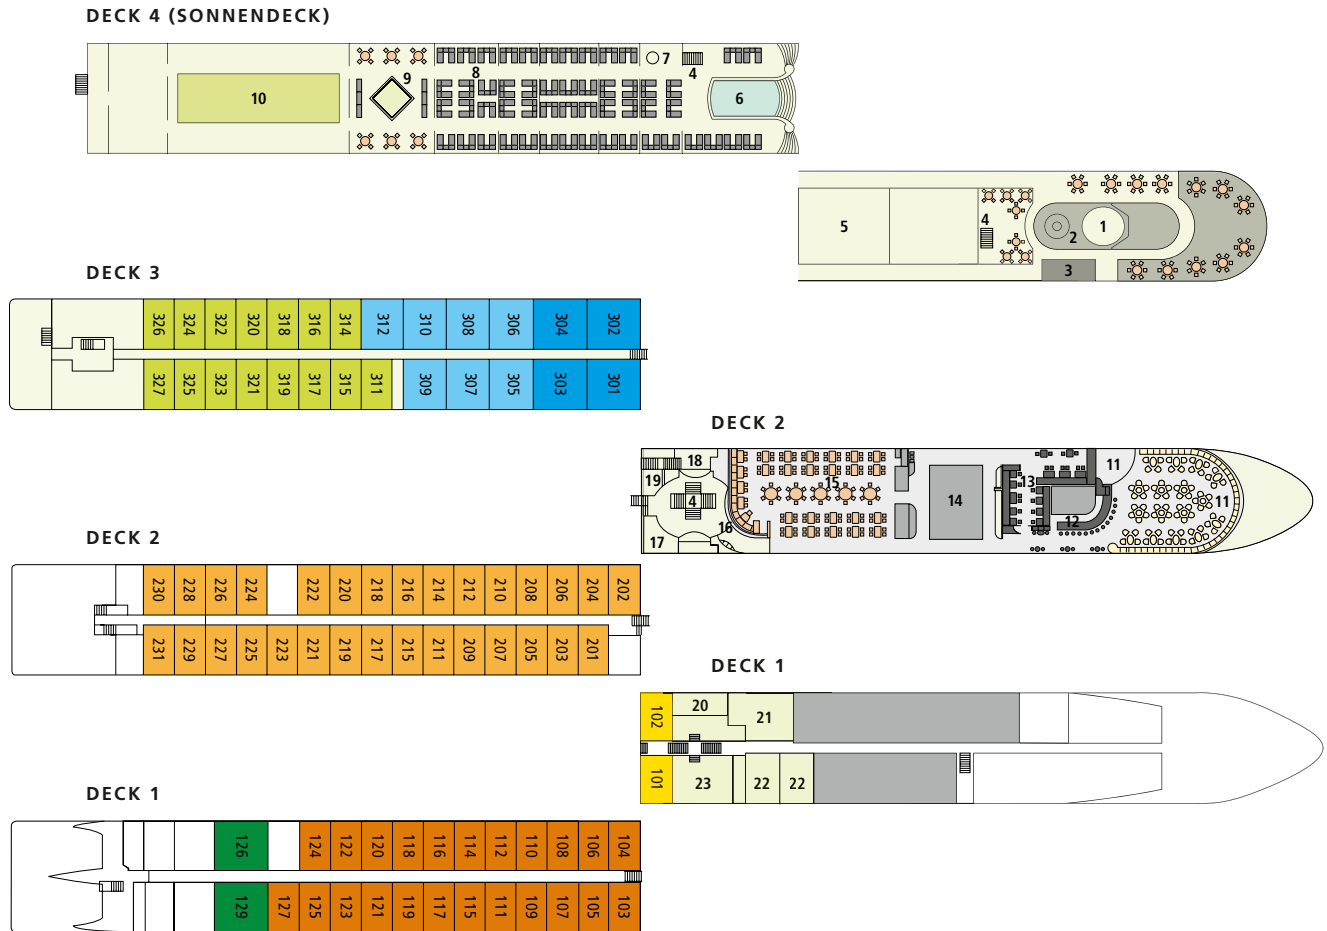 DECK 4 (SONNENDECK)
10 9 8 7 4 6
5 4 2 1 3
DECK 3
326 324 322 320 318 316 314 312 310 308 306 304 302
327 325 323 321 319 317 315 311 309 307 305 303 301
DECK 2
18 19 4 17 16 15 14 13 12 11 11
DECK 2
230 228 226 224 222 220 218 216 214 212 210 208 206 204 202
231 229 227 225 223 221 219 217 215 211 209 207 205 203 201
DECK 1
102 20 21
101 23 22 22
DECK 1
126 124 122 120 118 116 114 112 110 108 106 104
129 127 125 123 121 119 117 115 111 109 107 105 103